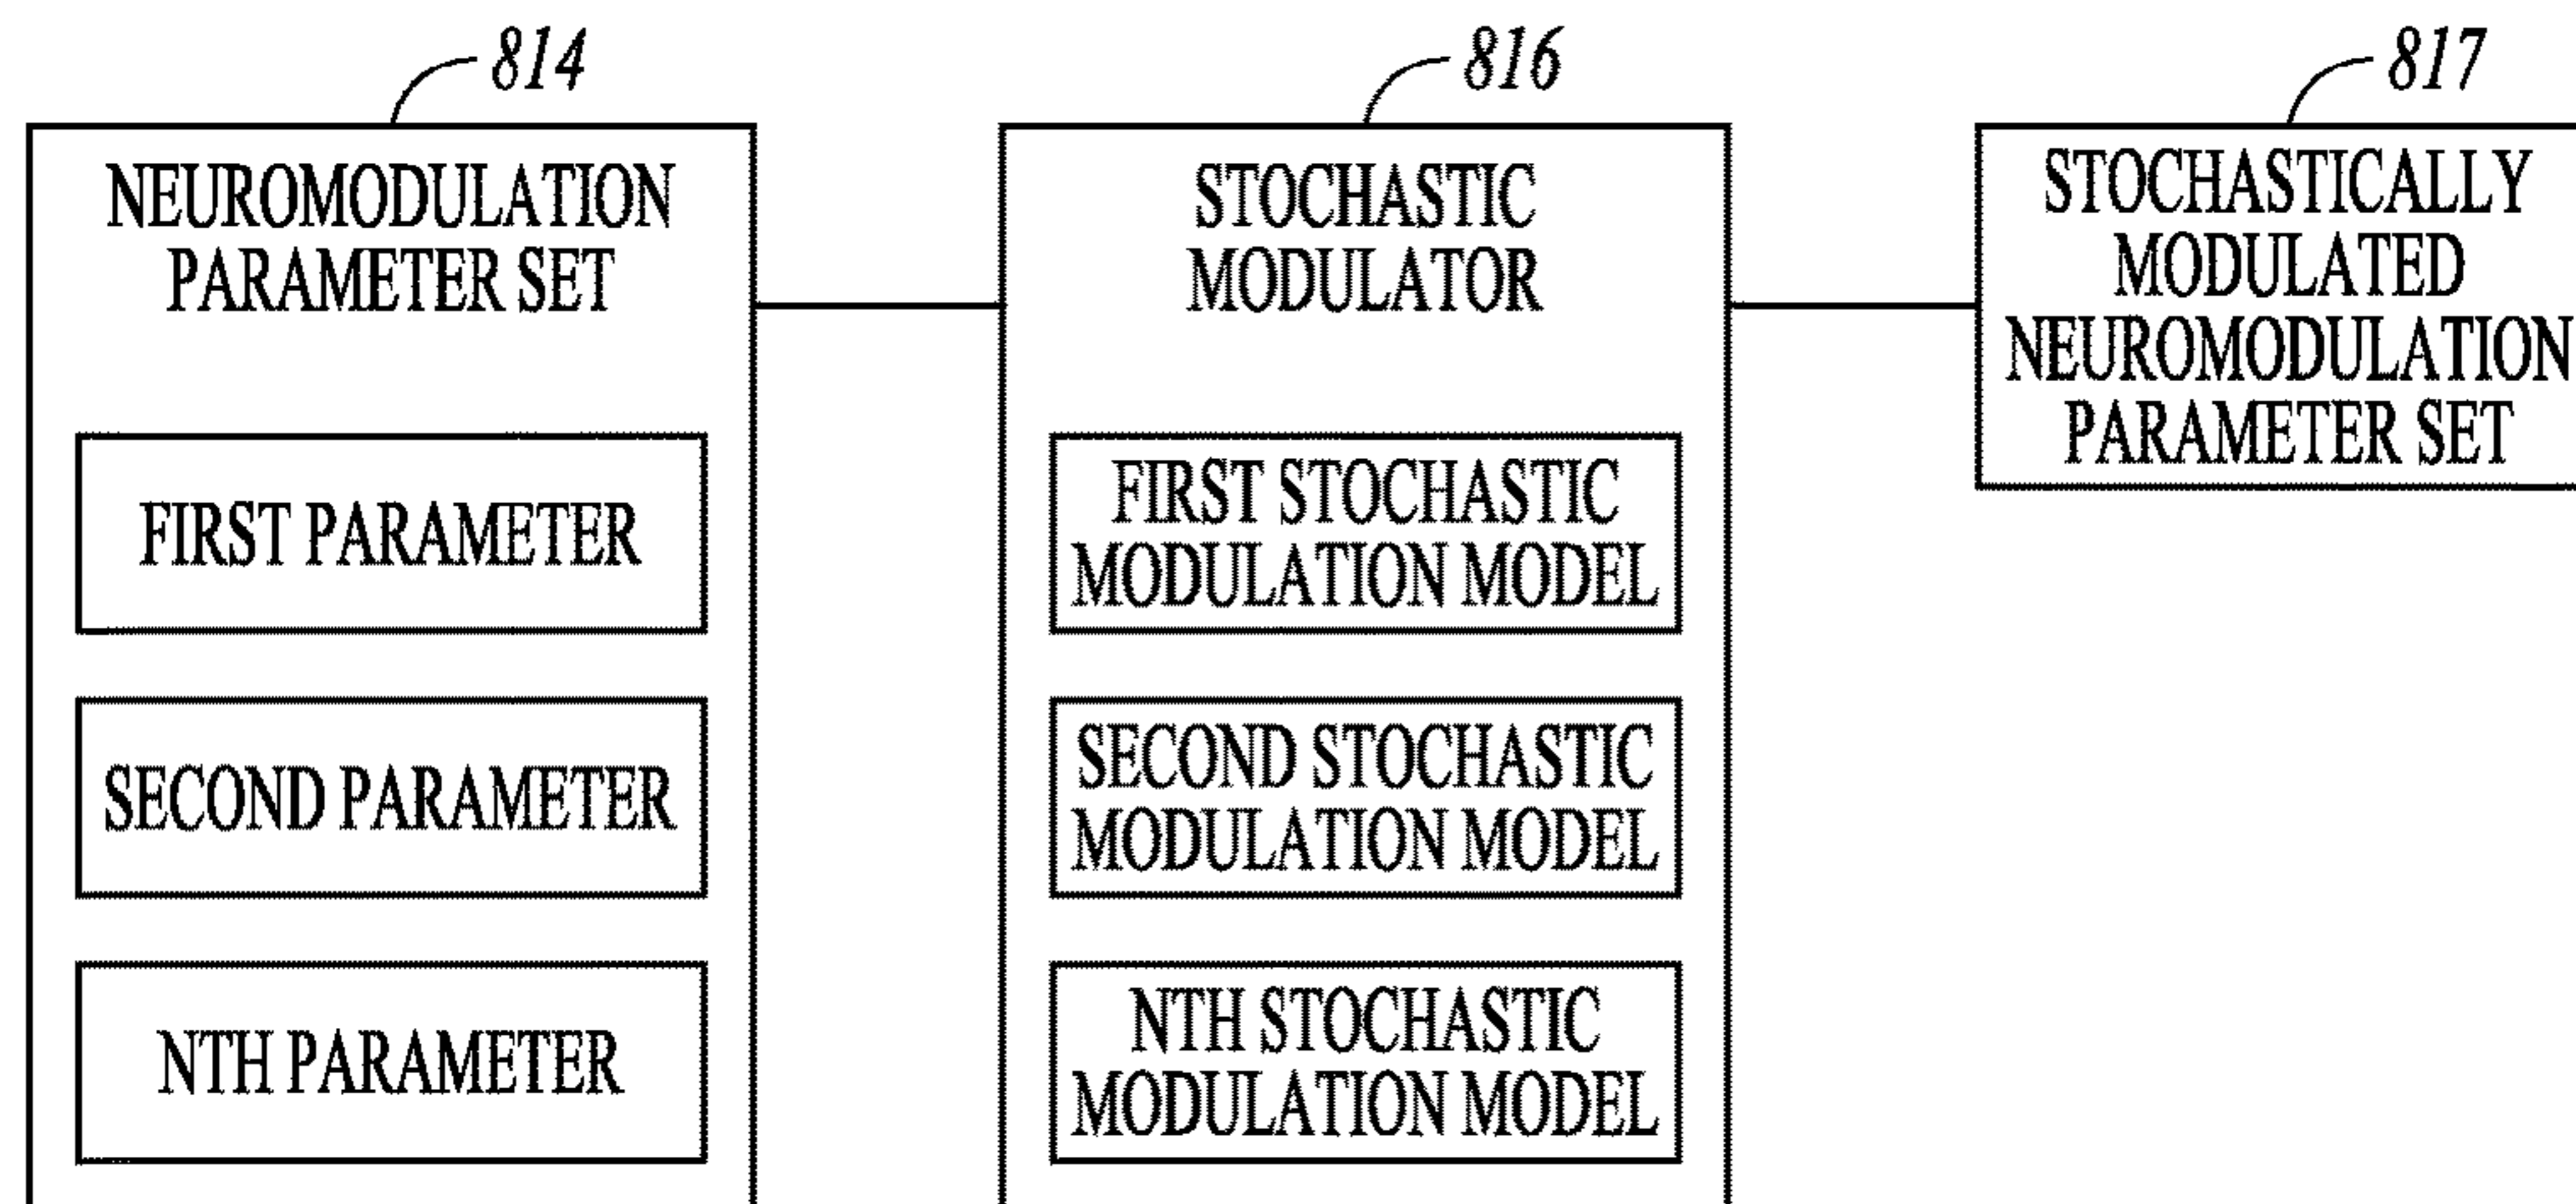 814
NEUROMODULATION
PARAMETER SET
FIRST PARAMETER
SECOND PARAMETER
NTH PARAMETER
816
STOCHASTIC
MODULATOR
FIRST STOCHASTIC
MODULATION MODEL
SECOND STOCHASTIC
MODULATION MODEL
NTH STOCHASTIC
MODULATION MODEL
817
STOCHASTICALLY
MODULATED
NEUROMODULATION
PARAMETER SET